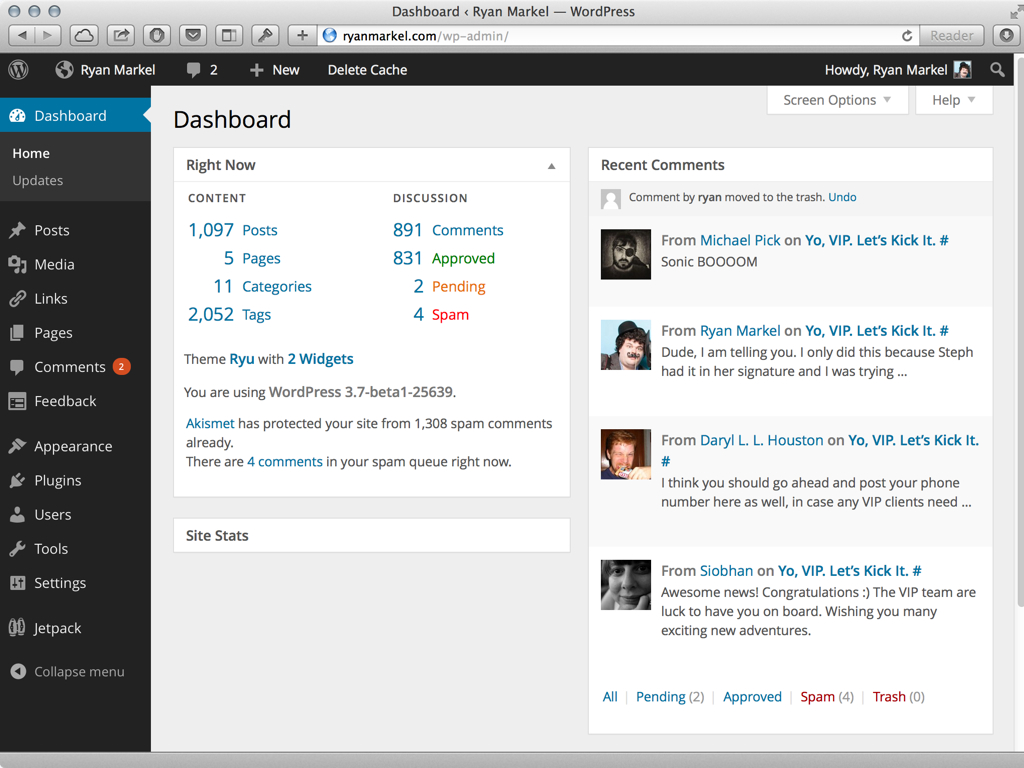 Dashboard ‹ Ryan Markel — WordPress
ryanmarkel.com/wp-admin/
Reader
Ryan Markel
2
New
Delete Cache
Howdy, Ryan Markel
Dashboard
Home
Updates
Posts
Media
Links
Pages
Comments 2
Feedback
Appearance
Plugins
Users
Tools
Settings
Jetpack
Collapse menu
Screen Options
Help
Dashboard
Right Now
CONTENT
1,097 Posts
5 Pages
11 Categories
2,052 Tags
DISCUSSION
891 Comments
831 Approved
2 Pending
4 Spam
Theme Ryu with 2 Widgets
You are using WordPress 3.7-beta1-25639.
Akismet has protected your site from 1,308 spam comments
already.
There are 4 comments in your spam queue right now.
Site Stats
Recent Comments
Comment by ryan moved to the trash. Undo
From Michael Pick on Yo, VIP. Let’s Kick It. #
Sonic BOOOOM
From Ryan Markel on Yo, VIP. Let’s Kick It. #
Dude, I am telling you. I only did this because Steph
had it in her signature and I was trying ...
From Daryl L. L. Houston on Yo, VIP. Let’s Kick It.
#
I think you should go ahead and post your phone
number here as well, in case any VIP clients need ...
From Siobhan on Yo, VIP. Let’s Kick It. #
Awesome news! Congratulations :) The VIP team are
luck to have you on board. Wishing you many
exciting new adventures.
All | Pending (2) | Approved | Spam (4) | Trash (0)